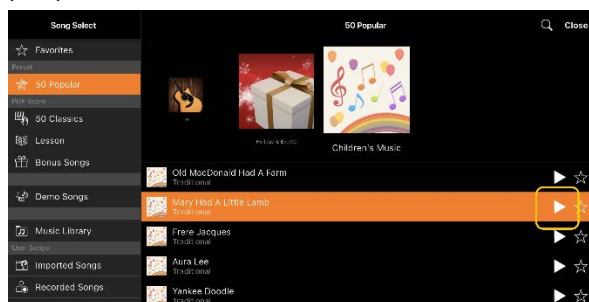 Song Select
50 Popular
Close
Favorites
Preset
50 Popular
PDF Score
50 Classics
Lesson
Bonus Songs
Demo Songs
Music Library
User Songs
Imported Songs
Recorded Songs
Holiday & Events
Children's Music
Old MacDonald Had A Farm
Traditional
Mary Had A Little Lamb
Traditional
Frere Jacques
Traditional
Aura Lee
Traditional
Yankee Doodle
Traditional